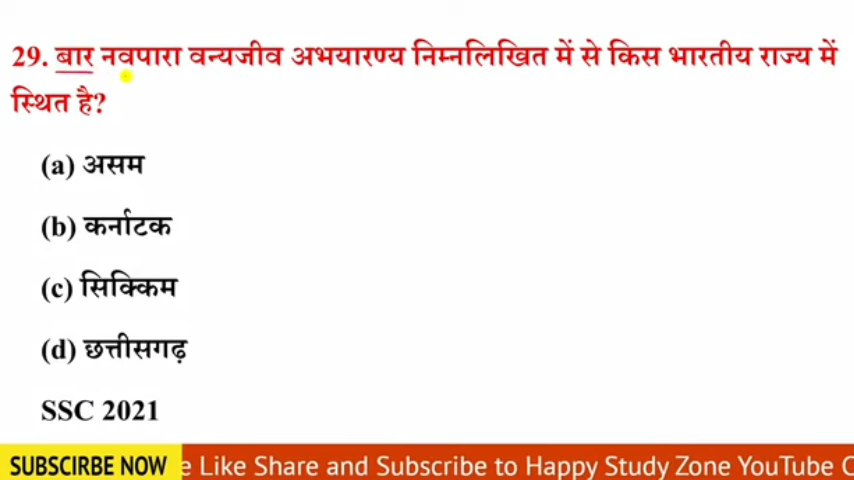 29. बार नवपारा वन्यजीव अभयारण्य निम्नलिखित में से किस भारतीय राज्य में
स्थित है?
(a) असम
(b) कर्नाटक
(c) सिक्किम
(d) छत्तीसगढ़
SSC 2021
SUBSCIRBE NOW e Like Share and Subscribe to Happy Study Zone YouTube C